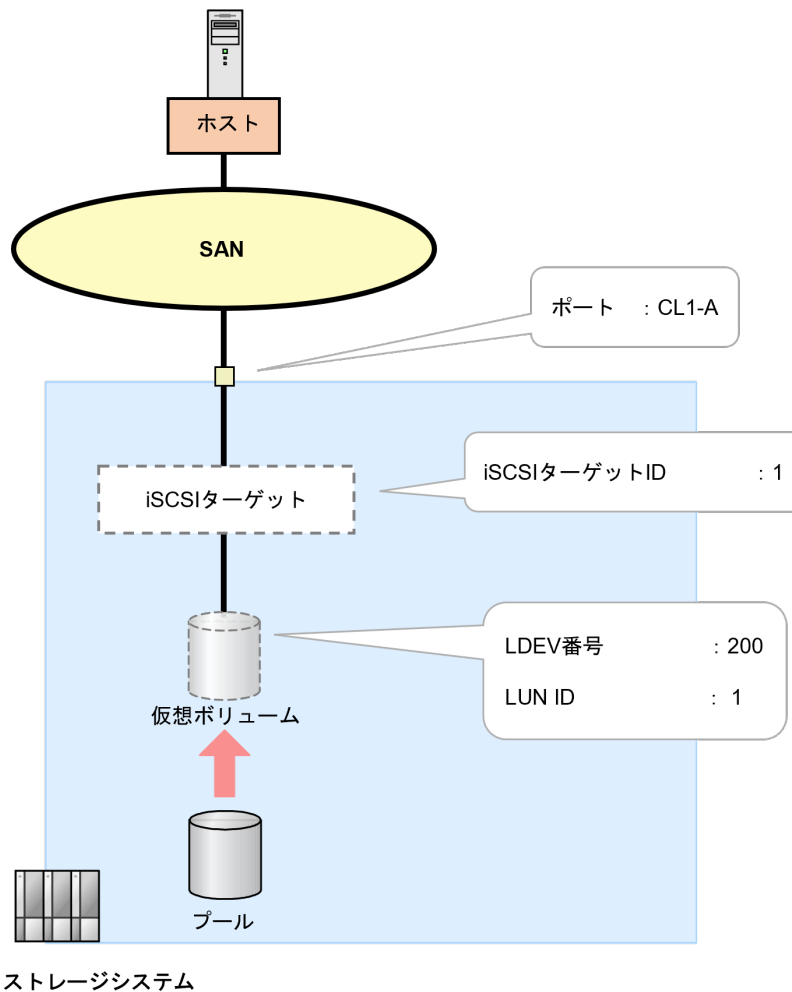 ホスト
SAN
ポート : CL1-A
iSCSIターゲットID : 1
iSCSIターゲット
LDEV番号 : 200
LUN ID : 1
仮想ボリューム
プール
ストレージシステム